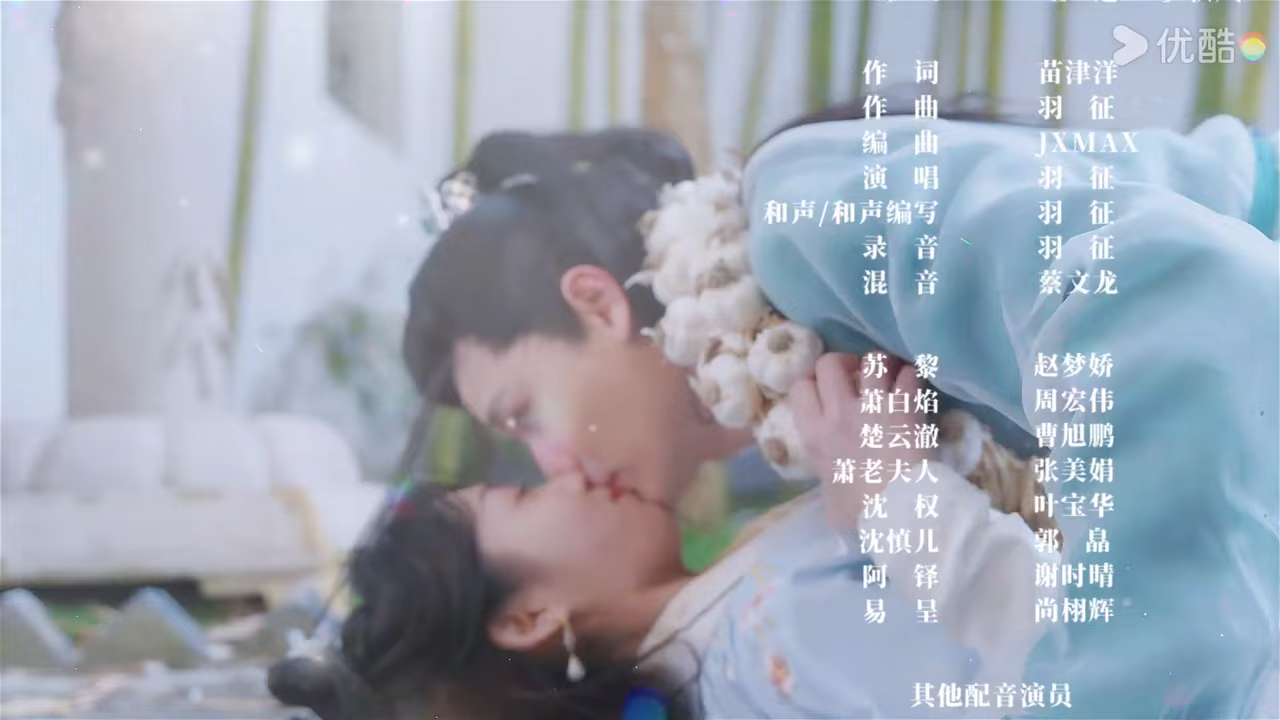 优酷
作 词 苗津洋
作 曲 羽 征
编 曲 JXMAX
演 唱 羽 征
和声/和声编写 羽 征
录 音 羽 征
混 音 蔡文龙
苏 黎 赵梦娇
萧白焰 周宏伟
楚云澈 曹旭鹏
萧老夫人 张美娟
沈 权 叶宝华
沈慎儿 郭 晶
阿 铎 谢时晴
易 呈 尚栩辉
其他配音演员